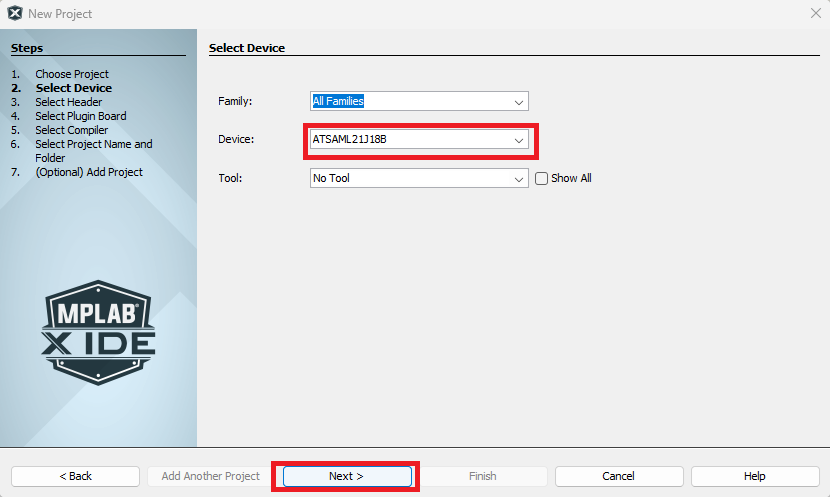 New Project
Steps
1. Choose Project
2. Select Device
3. Select Header
4. Select Plugin Board
5. Select Compiler
6. Select Project Name and
Folder
7. (Optional) Add Project
MPLAB®
X IDE
Select Device
Family: All Families
Device: ATSAML21J18B
Tool: No Tool Show All
< Back Add Another Project Next > Finish Cancel Help